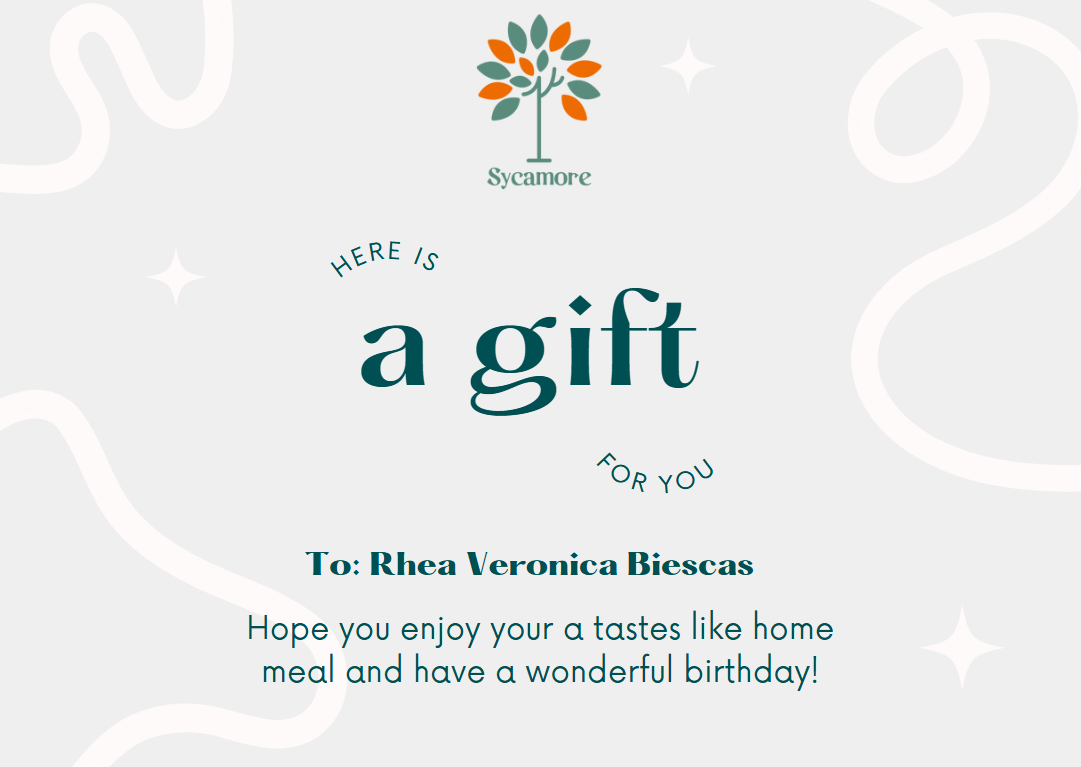 Sycamore
HERE IS
a gift
FOR YOU
To: Rhea Veronica Biescas
Hope you enjoy your a tastes like home
meal and have a wonderful birthday!